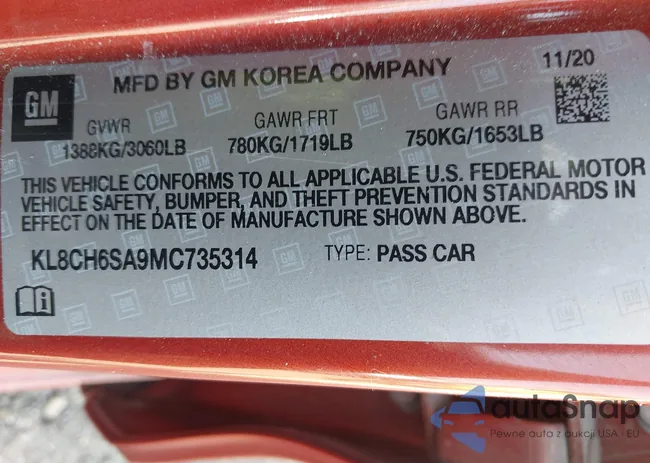 MFD BY GM KOREA COMPANY
11/20
GM
GVWR
1388KG/3060LB
GAWR FRT
780KG/1719LB
GAWR RR
750KG/1653LB
THIS VEHICLE CONFORMS TO ALL APPLICABLE U.S. FEDERAL MOTOR
VEHICLE SAFETY, BUMPER, AND THEFT PREVENTION STANDARDS IN
EFFECT ON THE DATE OF MANUFACTURE SHOWN ABOVE.
KL8CH6SA9MC735314
TYPE: PASS CAR
autoSnap
Pewne auta z aukcji USA - EU